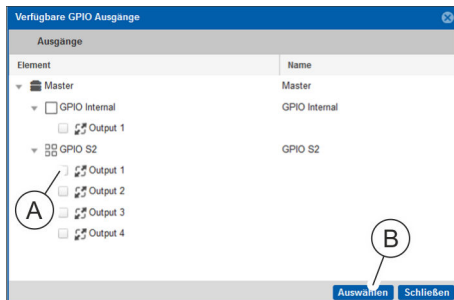 Verfügbare GPIO Ausgänge
Ausgänge
Element Name
Master Master
GPIO Internal GPIO Internal
Output 1
GPIO S2 GPIO S2
Output 1
Output 2
Output 3
Output 4
A
B
Auswählen Schließen